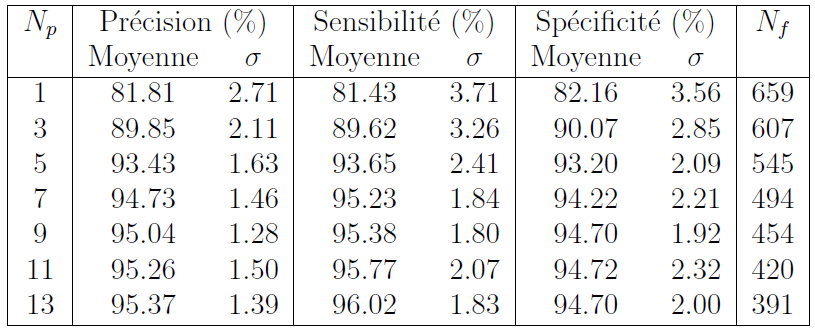 N_p Précision (%) Sensibilité (%) Spécificité (%) N_f
Moyenne σ Moyenne σ Moyenne σ
1 81.81 2.71 81.43 3.71 82.16 3.56 659
3 89.85 2.11 89.62 3.26 90.07 2.85 607
5 93.43 1.63 93.65 2.41 93.20 2.09 545
7 94.73 1.46 95.23 1.84 94.22 2.21 494
9 95.04 1.28 95.38 1.80 94.70 1.92 454
11 95.26 1.50 95.77 2.07 94.72 2.32 420
13 95.37 1.39 96.02 1.83 94.70 2.00 391